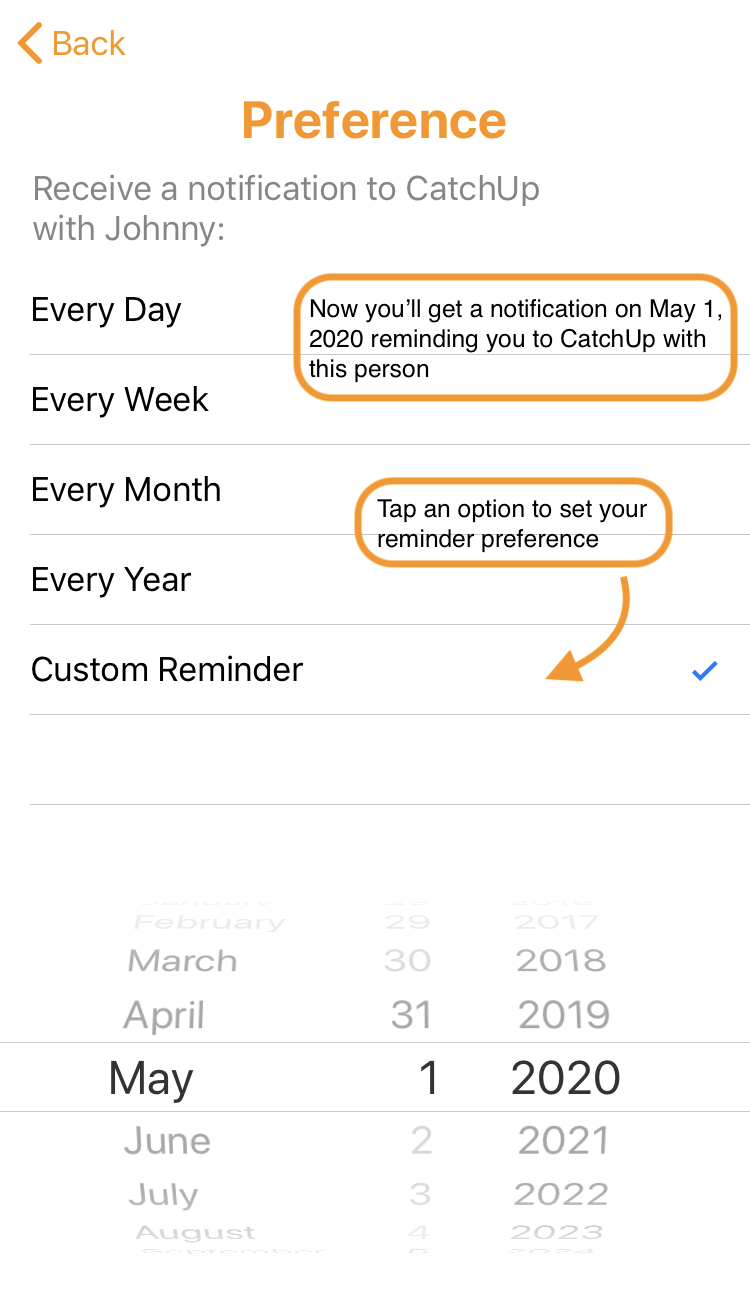 Back
Preference
Receive a notification to CatchUp
with Johnny:
Every Day
Now you'll get a notification on May 1,
2020 reminding you to CatchUp with
this person
Every Week
Every Month
Tap an option to set your
reminder preference
Every Year
Custom Reminder
February 29 2017
March 30 2018
April 31 2019
May 1 2020
June 2 2021
July 3 2022
August 4 2023